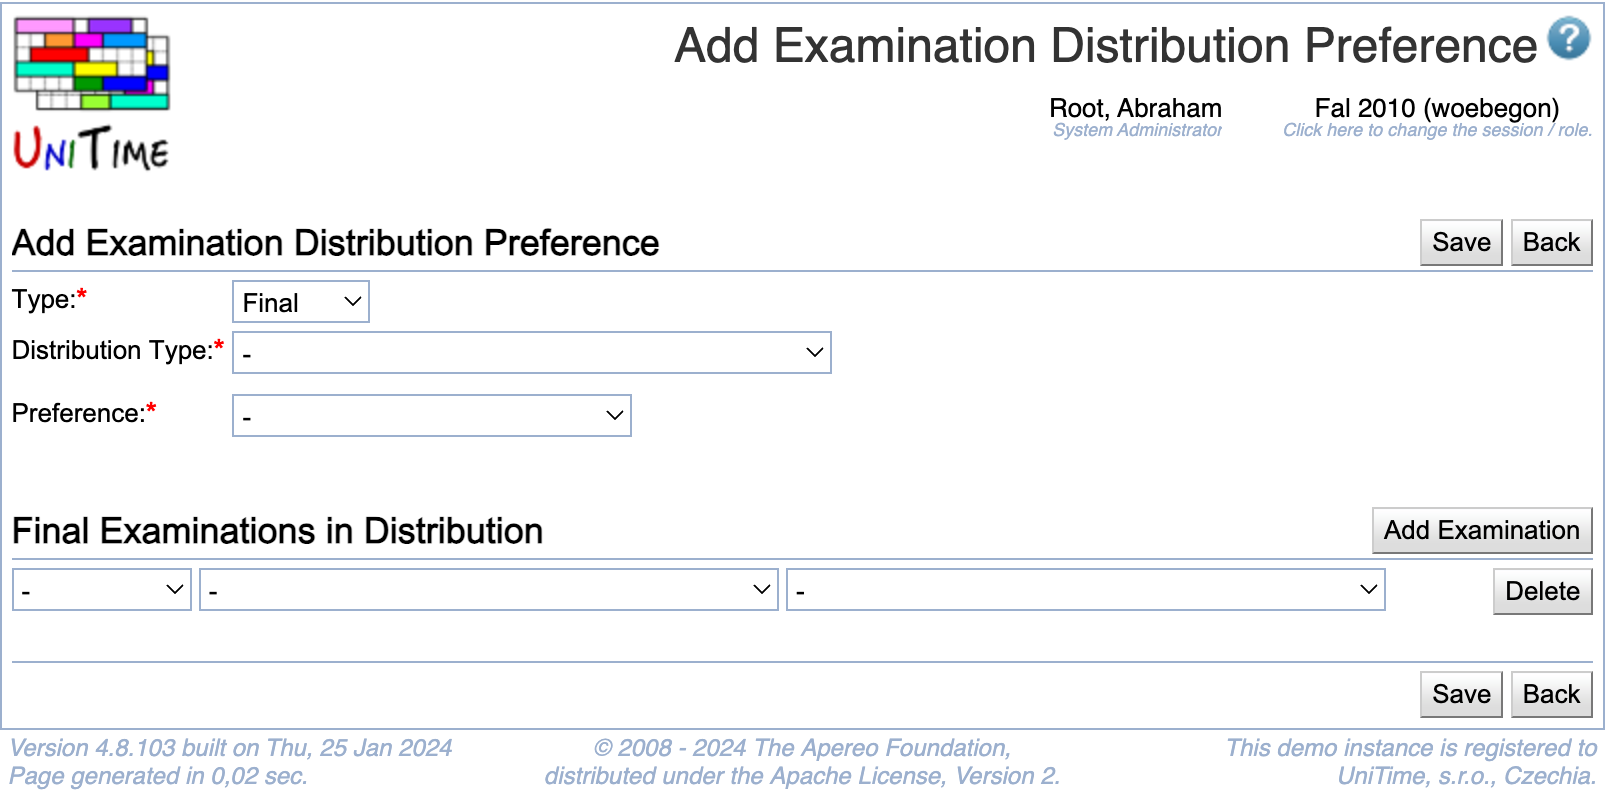 UniTime
Add Examination Distribution Preference ?
Root, Abraham
System Administrator
Fal 2010 (woebegon)
Click here to change the session / role.
Add Examination Distribution Preference
Save Back
Type:* Final
Distribution Type:* -
Preference:* -
Final Examinations in Distribution
Add Examination
- - - Delete
Save Back
Version 4.8.103 built on Thu, 25 Jan 2024
Page generated in 0,02 sec.
© 2008 - 2024 The Apereo Foundation,
distributed under the Apache License, Version 2.
This demo instance is registered to
UniTime, s.r.o., Czechia.